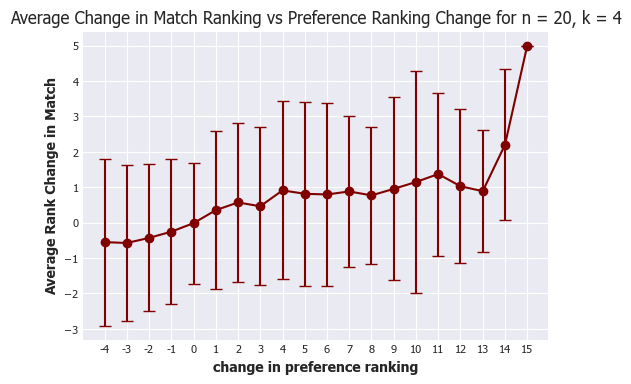 Average Change in Match Ranking vs Preference Ranking Change for n = 20, k = 4
Average Rank Change in Match
5
4
3
2
1
0
−1
−2
−3
-4 -3 -2 -1 0 1 2 3 4 5 6 7 8 9 10 11 12 13 14 15
change in preference ranking